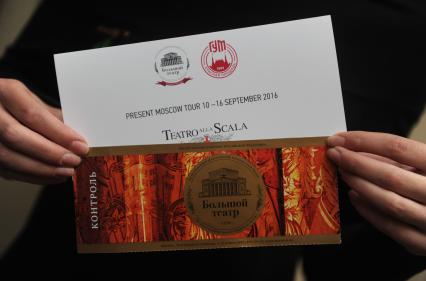 Большой
театр
ГУМ
PRESENT MOSCOW TOUR 10–16 SEPTEMBER 2016
TEATRO ALLA SCALA
КОНТРОЛЬ
Большой
театр